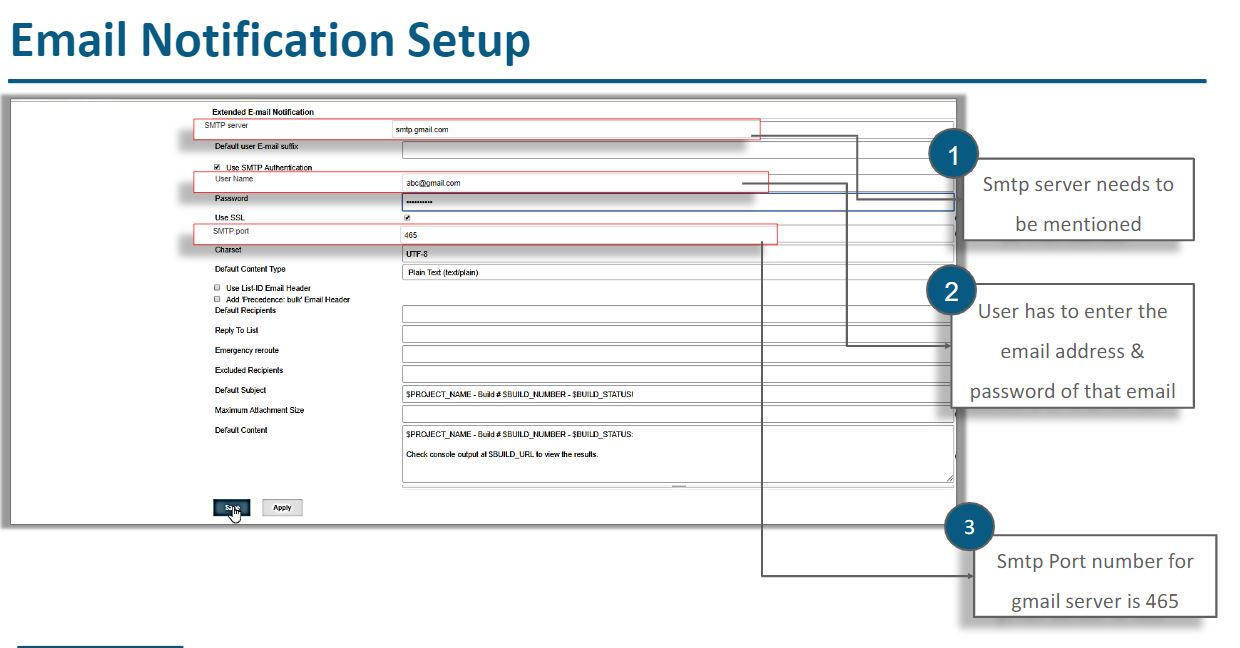 Email Notification Setup
Extended E-mail Notification
SMTP server
smtp.gmail.com
Default user E-mail suffix
Use SMTP Authentication
User Name
abc@gmail.com
Password
••••••••••
Use SSL
SMTP port
465
Charset
UTF-8
Default Content Type
Plain Text (text/plain)
Use List-ID Email Header
Add 'Precedence: bulk' Email Header
Default Recipients
Reply To List
Emergency reroute
Excluded Recipients
Default Subject
$PROJECT_NAME - Build # $BUILD_NUMBER - $BUILD_STATUS!
Maximum Attachment Size
Default Content
$PROJECT_NAME - Build # $BUILD_NUMBER - $BUILD_STATUS:
Check console output at $BUILD_URL to view the results.
Save
Apply
1
Smtp server needs to
be mentioned
2
User has to enter the
email address &
password of that email
3
Smtp Port number for
gmail server is 465